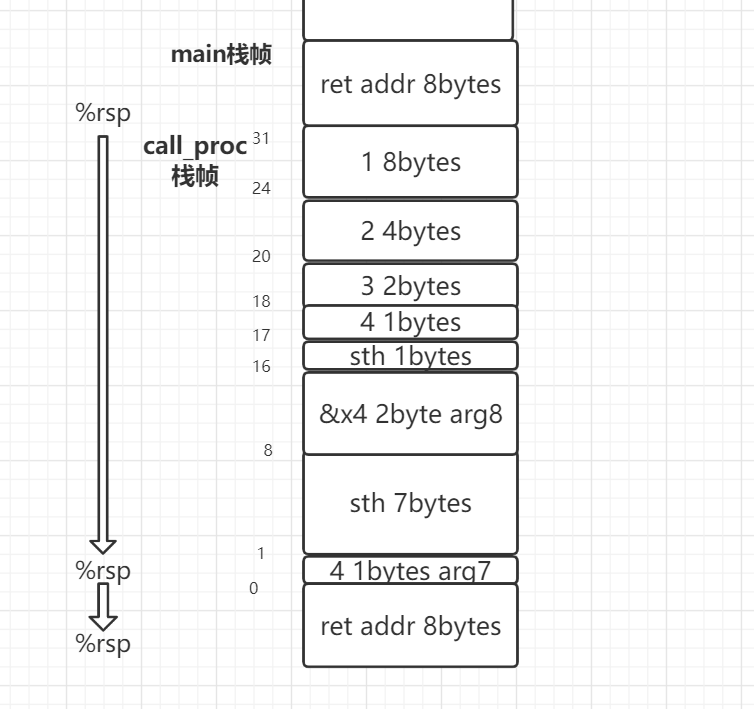 main栈帧
ret addr 8bytes
%rsp
call_proc
栈帧
31
1 8bytes
24
2 4bytes
20
3 2bytes
18
4 1bytes
17
sth 1bytes
16
&x4 2byte arg8
8
sth 7bytes
1
%rsp
4 1bytes arg7
0
ret addr 8bytes
%rsp